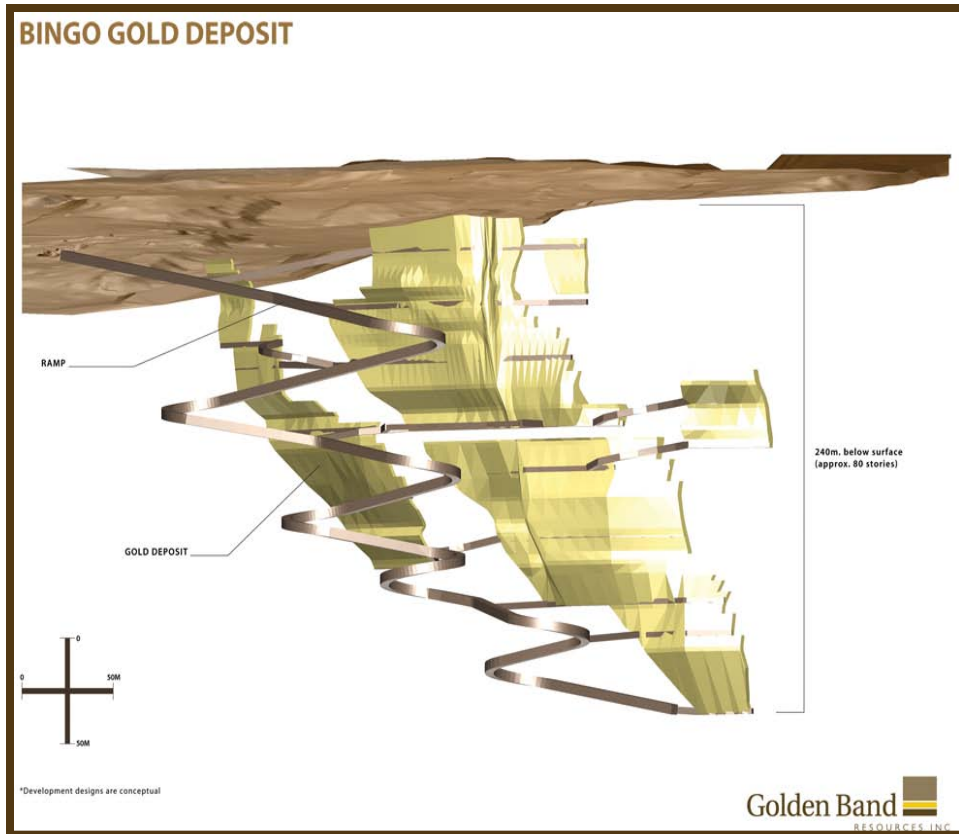 BINGO GOLD DEPOSIT
RAMP
240m. below surface
(approx. 80 stories)
GOLD DEPOSIT
0
0
50M
50M
*Development designs are conceptual
Golden Band
RESOURCES INC